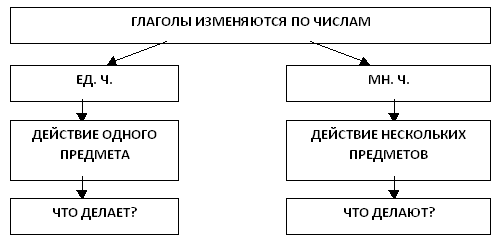 ГЛАГОЛЫ ИЗМЕНЯЮТСЯ ПО ЧИСЛАМ
ЕД. Ч.
МН. Ч.
ДЕЙСТВИЕ ОДНОГО
ПРЕДМЕТА
ДЕЙСТВИЕ НЕСКОЛЬКИХ
ПРЕДМЕТОВ
ЧТО ДЕЛАЕТ?
ЧТО ДЕЛАЮТ?